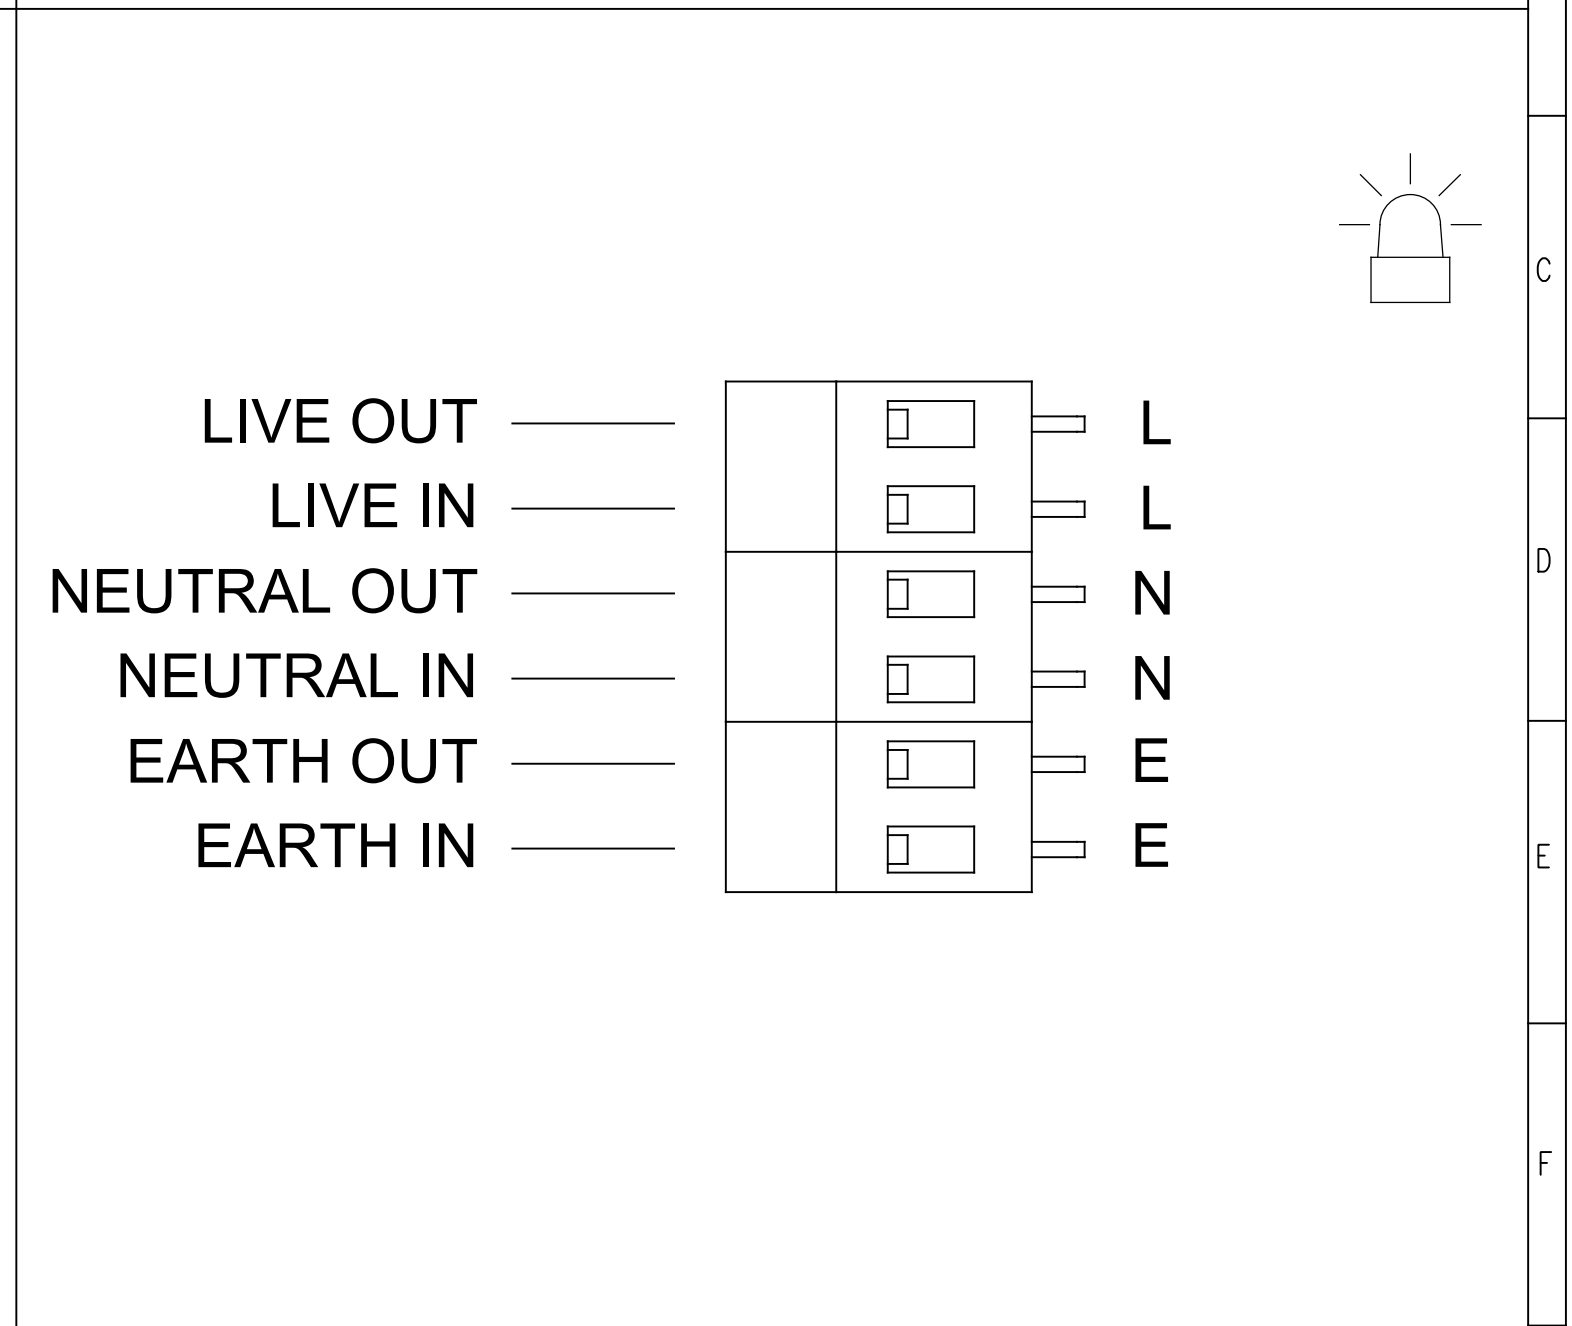 C
LIVE OUT L
LIVE IN L
NEUTRAL OUT N
D
NEUTRAL IN N
EARTH OUT E
EARTH IN E
E
F